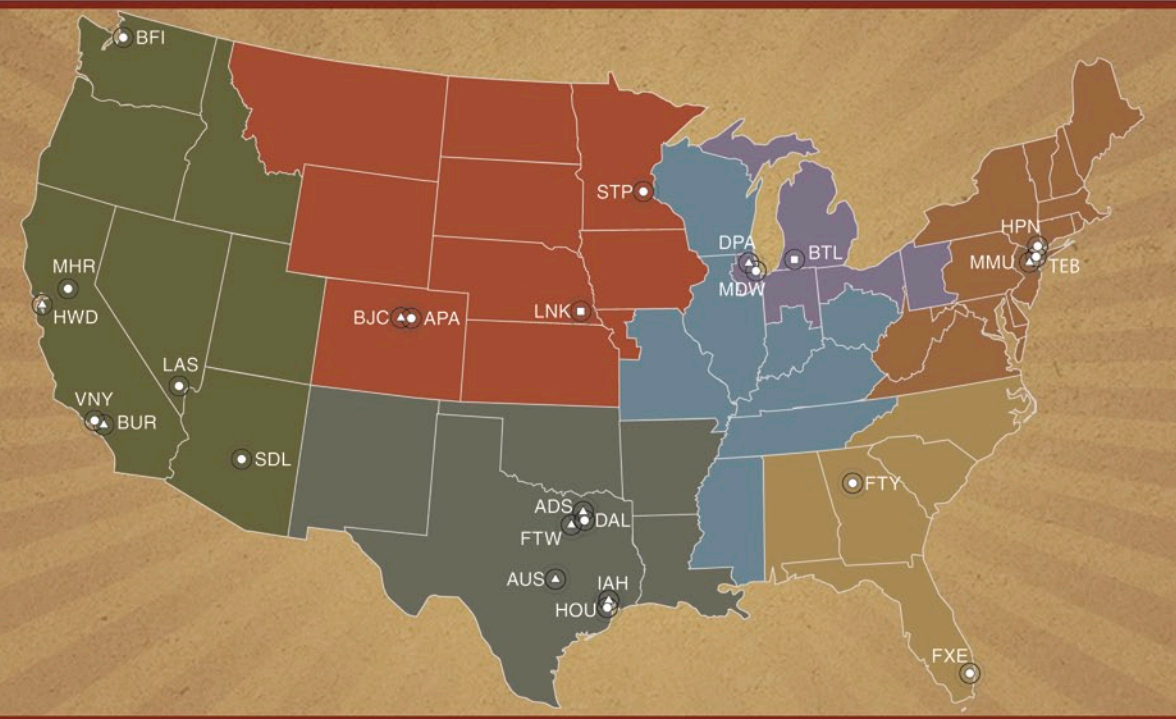 BFI
STP
HPN
DPA
BTL
MMU
TEB
MHR
MDW
HWD
BJC
APA
LNK
LAS
VNY
BUR
SDL
FTY
ADS
DAL
FTW
AUS
IAH
HOU
FXE